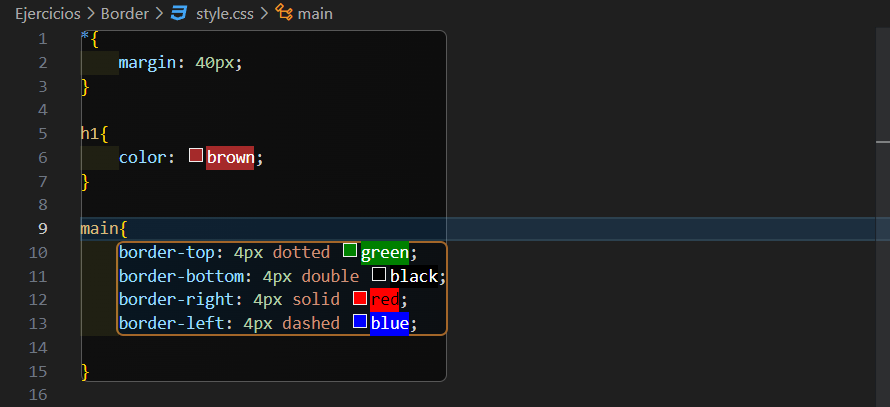 Ejercicios > Border > style.css > main
1 *{
2 margin: 40px;
3 }
4
5 h1{
6 color: brown;
7 }
8
9 main{
10 border-top: 4px dotted green;
11 border-bottom: 4px double black;
12 border-right: 4px solid red;
13 border-left: 4px dashed blue;
14
15 }
16